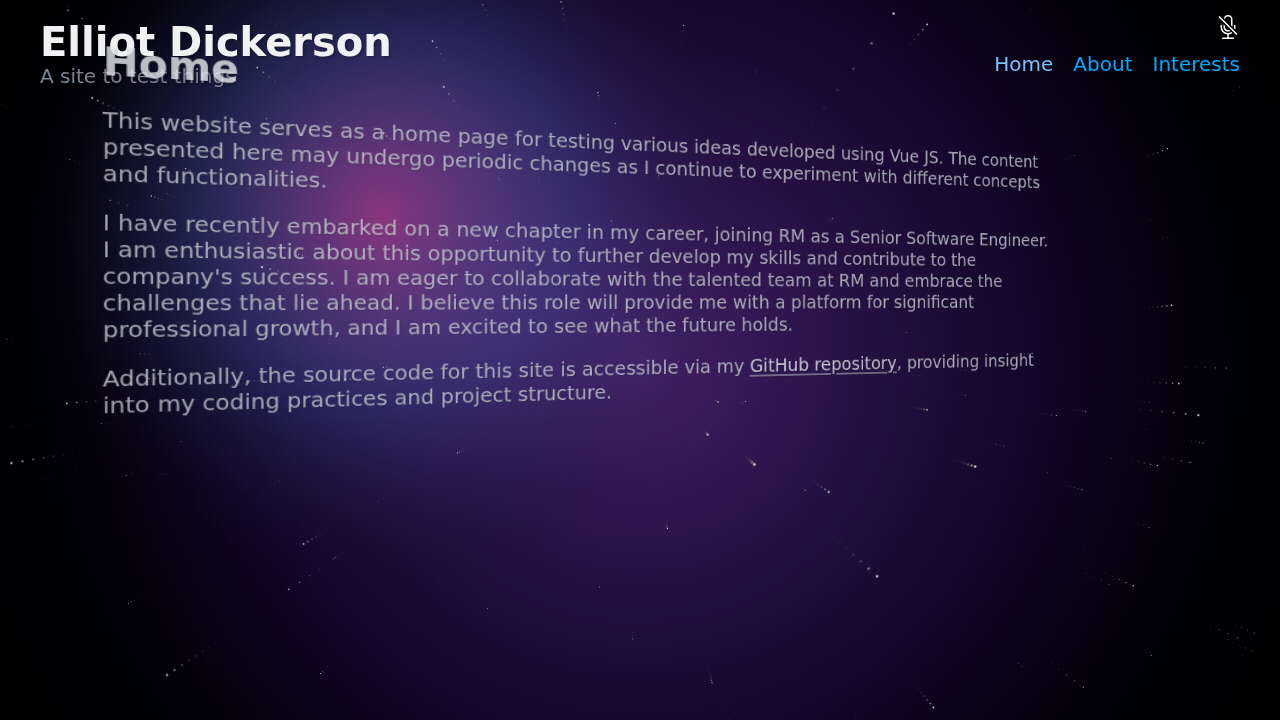 Elliot Dickerson
Home
A site to test things
Home About Interests
This website serves as a home page for testing various ideas developed using Vue JS. The content
presented here may undergo periodic changes as I continue to experiment with different concepts
and functionalities.
I have recently embarked on a new chapter in my career, joining RM as a Senior Software Engineer.
I am enthusiastic about this opportunity to further develop my skills and contribute to the
company's success. I am eager to collaborate with the talented team at RM and embrace the
challenges that lie ahead. I believe this role will provide me with a platform for significant
professional growth, and I am excited to see what the future holds.
Additionally, the source code for this site is accessible via my GitHub repository, providing insight
into my coding practices and project structure.